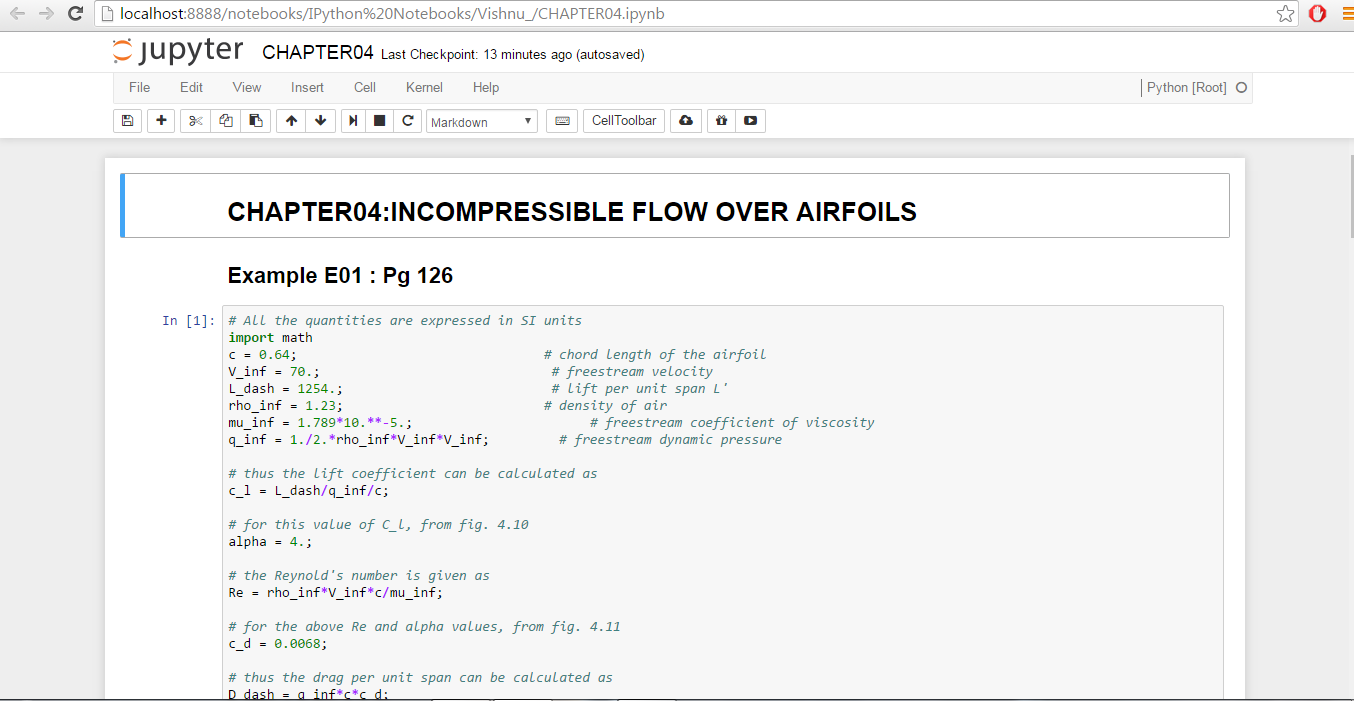 localhost:8888/notebooks/IPython%20Notebooks/Vishnu_/CHAPTER04.ipynb
jupyter CHAPTER04 Last Checkpoint: 13 minutes ago (autosaved)
File Edit View Insert Cell Kernel Help Python [Root]
Markdown CellToolbar
CHAPTER04:INCOMPRESSIBLE FLOW OVER AIRFOILS
Example E01 : Pg 126
In [1]: # All the quantities are expressed in SI units
import math
c = 0.64; # chord length of the airfoil
V_inf = 70.; # freestream velocity
L_dash = 1254.; # lift per unit span L'
rho_inf = 1.23; # density of air
mu_inf = 1.789*10.**-5.; # freestream coefficient of viscosity
q_inf = 1./2.*rho_inf*V_inf*V_inf; # freestream dynamic pressure
# thus the lift coefficient can be calculated as
c_l = L_dash/q_inf/c;
# for this value of C_l, from fig. 4.10
alpha = 4.;
# the Reynold's number is given as
Re = rho_inf*V_inf*c/mu_inf;
# for the above Re and alpha values, from fig. 4.11
c_d = 0.0068;
# thus the drag per unit span can be calculated as
D_dash = q_inf*c*c_d;